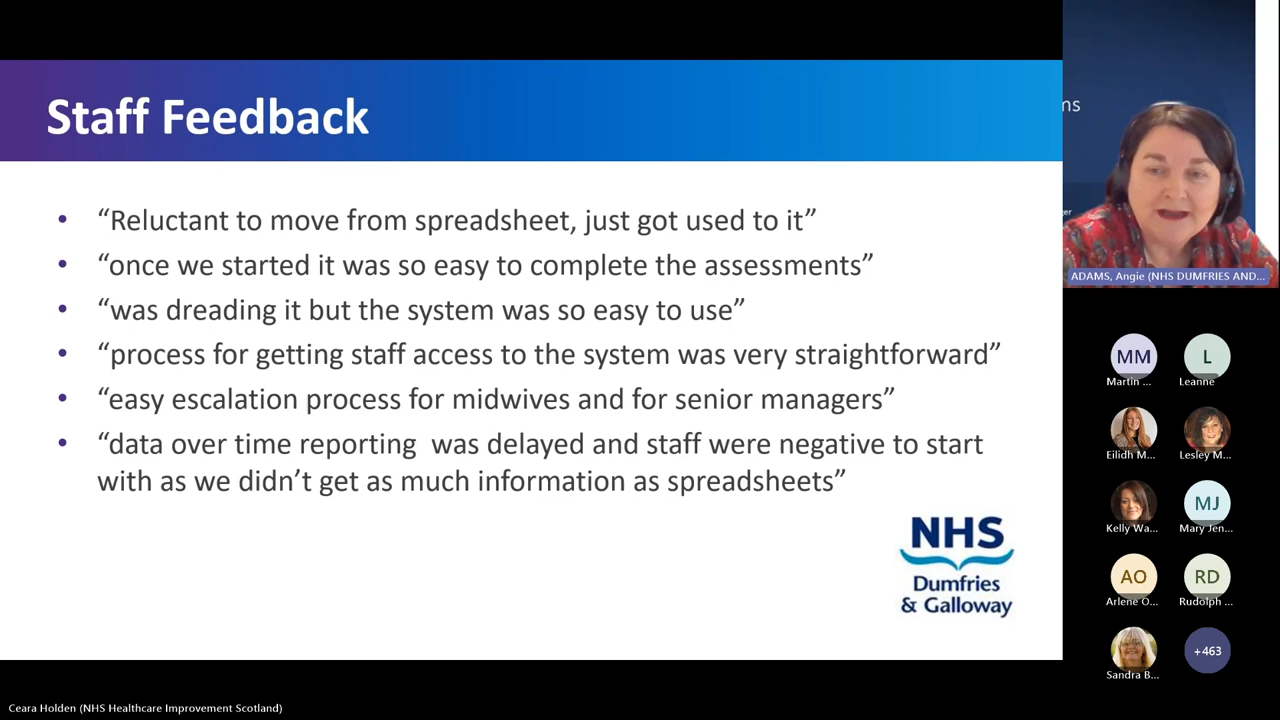 Staff Feedback
• “Reluctant to move from spreadsheet, just got used to it”
• “once we started it was so easy to complete the assessments”
• “was dreading it but the system was so easy to use”
• “process for getting staff access to the system was very straightforward”
• “easy escalation process for midwives and for senior managers”
• “data over time reporting  was delayed and staff were negative to start
with as we didn’t get as much information as spreadsheets”
NHS
Dumfries
& Galloway
ms
ger
ADAMS, Angie (NHS DUMFRIES AND...
MM
Martin ...
L
Leanne
Eilidh M...
Lesley M...
Kelly Wa...
MJ
Mary Jen...
AO
Arlene O...
RD
Rudolph ...
Sandra B...
+463
Ceara Holden (NHS Healthcare Improvement Scotland)